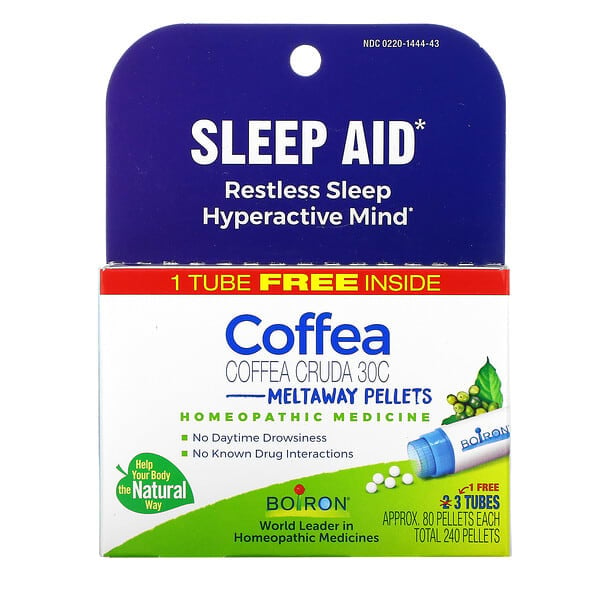 NDC 0220-1444-43
SLEEP AID*
Restless Sleep
Hyperactive Mind*
1 TUBE FREE INSIDE
Coffea
COFFEA CRUDA 30C
MELTAWAY PELLETS
HOMEOPATHIC MEDICINE
• No Daytime Drowsiness
• No Known Drug Interactions
BOIRON
Help
Your Body
the Natural
Way
BOIRON®
World Leader in
Homeopathic Medicines
1 FREE
2 3 TUBES
APPROX. 80 PELLETS EACH
TOTAL 240 PELLETS